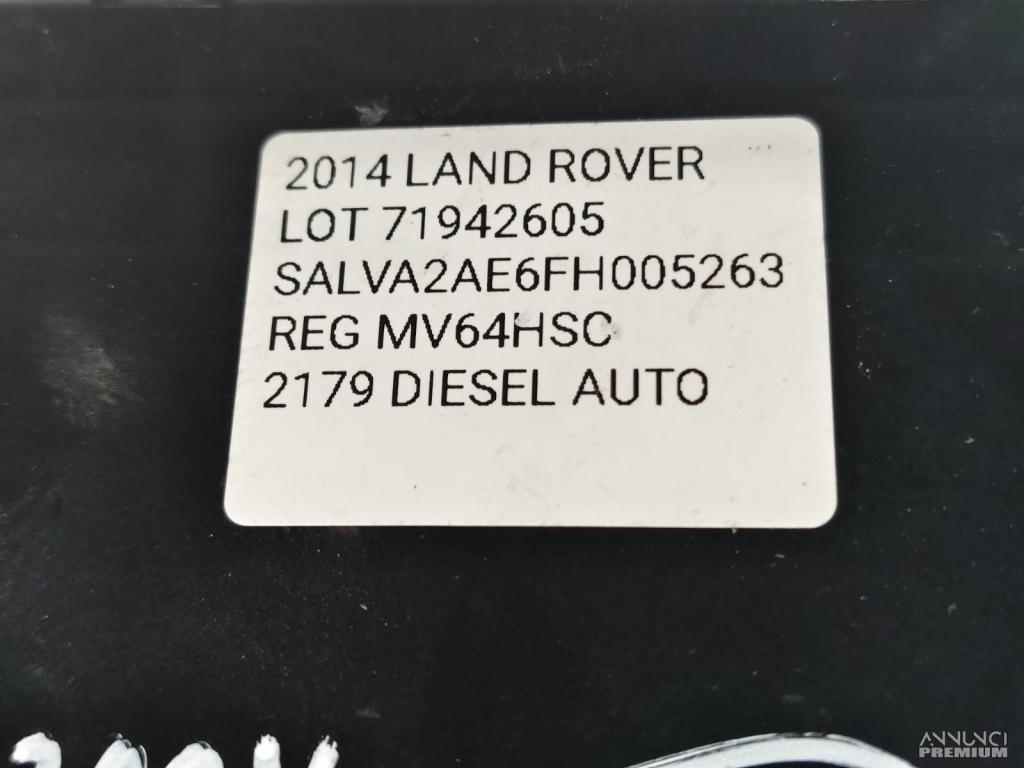 2014 LAND ROVER
LOT 71942605
SALVA2AE6FH005263
REG MV64HSC
2179 DIESEL AUTO
ANNUNCI
PREMIUM